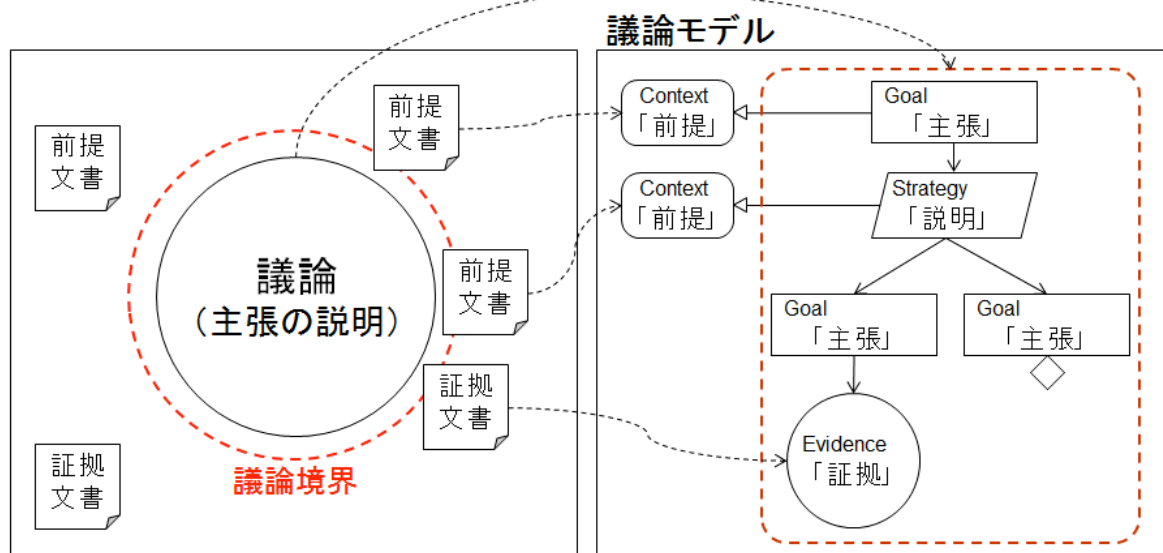 議論モデル
前提
文書
前提
文書
議論
(主張の説明)
前提
文書
証拠
文書
証拠
文書
議論境界
Context
「前提」
Goal
「主張」
Context
「前提」
Strategy
「説明」
Goal
「主張」
Goal
「主張」
Evidence
「証拠」